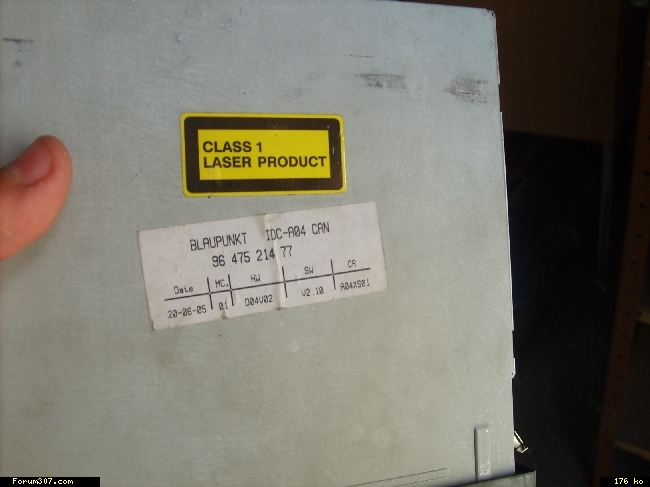 CLASS 1
LASER PRODUCT
BLAUPUNKT IDC-A04 CAN
96 475 214 77
Date MC. HW SW CR
20-06-05 01 D04V02 V2.10 A04XS01
Forum307.com 176 ko